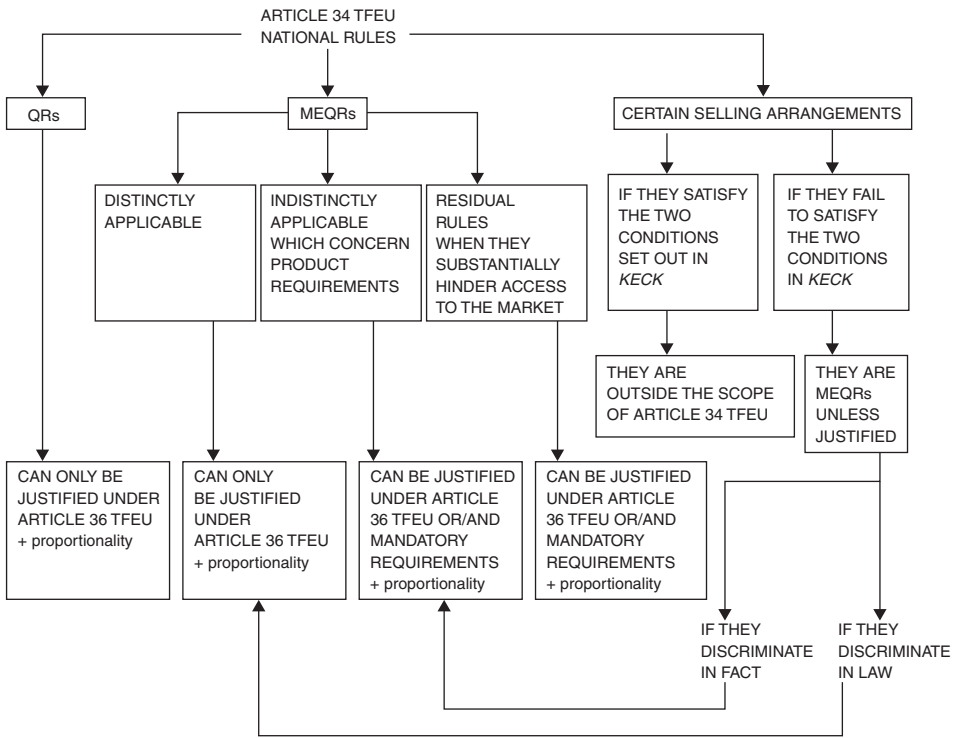 ARTICLE 34 TFEU
NATIONAL RULES
QRs
MEQRs
CERTAIN SELLING ARRANGEMENTS
DISTINCTLY
APPLICABLE
INDISTINCTLY
APPLICABLE
WHICH CONCERN
PRODUCT
REQUIREMENTS
RESIDUAL
RULES
WHEN THEY
SUBSTANTIALLY
HINDER ACCESS
TO THE MARKET
IF THEY SATISFY
THE TWO
CONDITIONS
SET OUT IN
KECK
IF THEY FAIL
TO SATISFY
THE TWO
CONDITIONS
IN KECK
THEY ARE
OUTSIDE THE SCOPE
OF ARTICLE 34 TFEU
THEY ARE
MEQRs
UNLESS
JUSTIFIED
CAN ONLY BE
JUSTIFIED UNDER
ARTICLE 36 TFEU
+ proportionality
CAN ONLY
BE JUSTIFIED
UNDER
ARTICLE 36 TFEU
+ proportionality
CAN BE JUSTIFIED
UNDER ARTICLE
36 TFEU OR/AND
MANDATORY
REQUIREMENTS
+ proportionality
CAN BE JUSTIFIED
UNDER ARTICLE
36 TFEU OR/AND
MANDATORY
REQUIREMENTS
+ proportionality
IF THEY
DISCRIMINATE
IN FACT
IF THEY
DISCRIMINATE
IN LAW